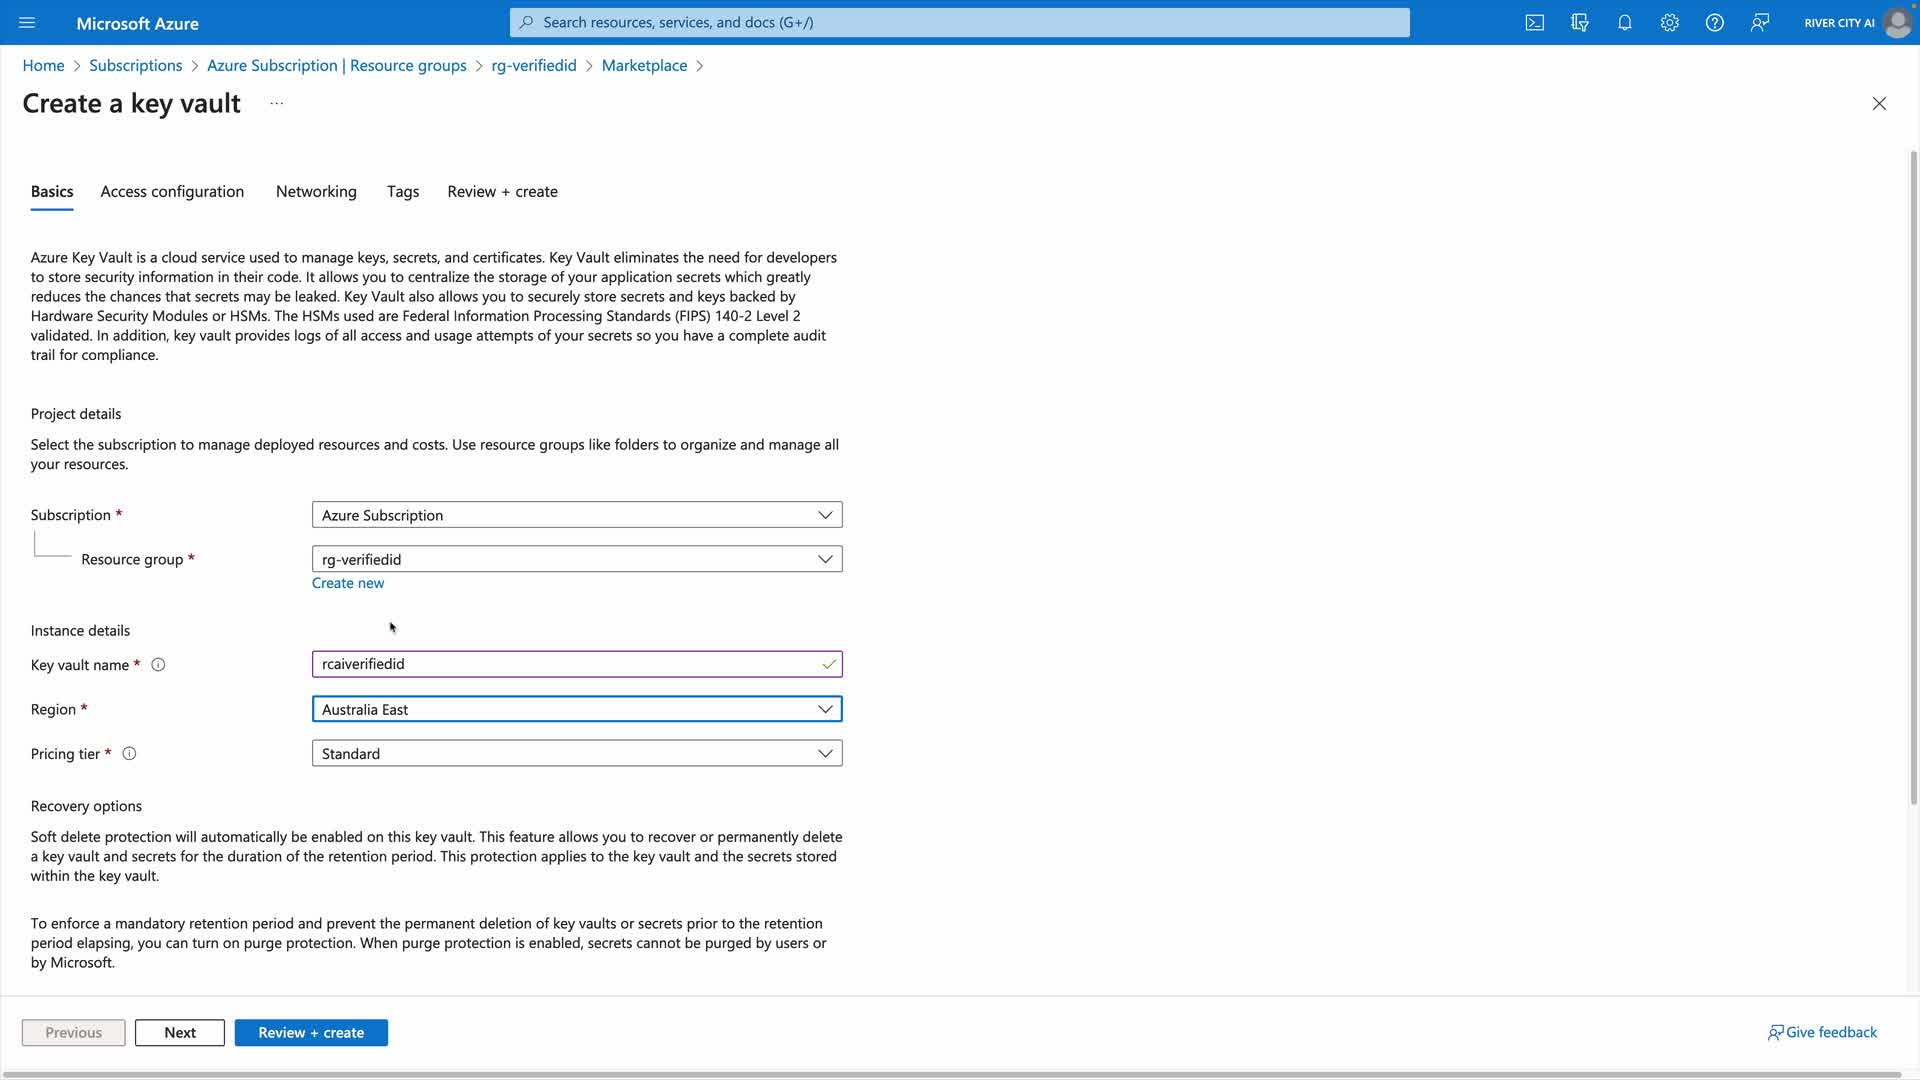 Microsoft Azure
Search resources, services, and docs (G+/)
RIVER CITY AI
Home > Subscriptions > Azure Subscription | Resource groups > rg-verifiedid > Marketplace >
Create a key vault ...
Basics Access configuration Networking Tags Review + create
Azure Key Vault is a cloud service used to manage keys, secrets, and certificates. Key Vault eliminates the need for developers
to store security information in their code. It allows you to centralize the storage of your application secrets which greatly
reduces the chances that secrets may be leaked. Key Vault also allows you to securely store secrets and keys backed by
Hardware Security Modules or HSMs. The HSMs used are Federal Information Processing Standards (FIPS) 140-2 Level 2
validated. In addition, key vault provides logs of all access and usage attempts of your secrets so you have a complete audit
trail for compliance.
Project details
Select the subscription to manage deployed resources and costs. Use resource groups like folders to organize and manage all
your resources.
Subscription * Azure Subscription
Resource group * rg-verifiedid
Create new
Instance details
Key vault name * rcaiverifiedid
Region * Australia East
Pricing tier * Standard
Recovery options
Soft delete protection will automatically be enabled on this key vault. This feature allows you to recover or permanently delete
a key vault and secrets for the duration of the retention period. This protection applies to the key vault and the secrets stored
within the key vault.
To enforce a mandatory retention period and prevent the permanent deletion of key vaults or secrets prior to the retention
period elapsing, you can turn on purge protection. When purge protection is enabled, secrets cannot be purged by users or
by Microsoft.
Previous Next Review + create Give feedback